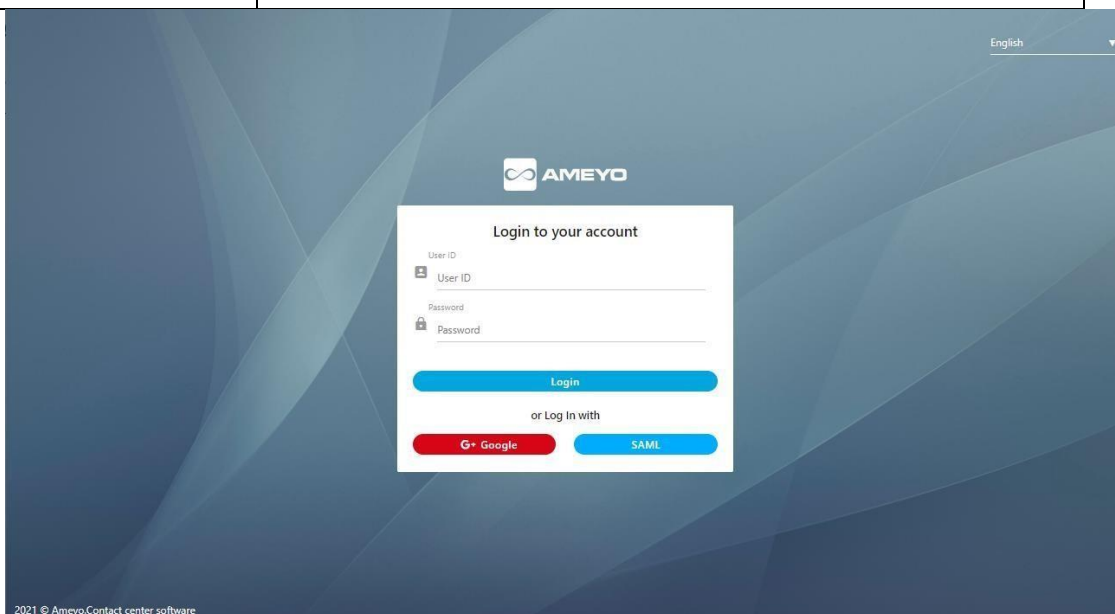 English
AMEYO
Login to your account
User ID
User ID
Password
Password
Login
or Log In with
G+ Google
SAML
2021 © Ameyo.Contact center software